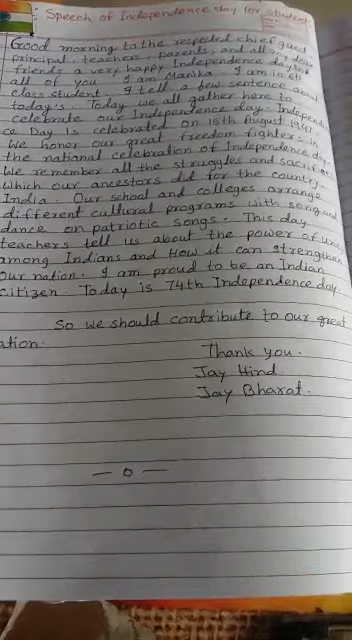 Speech of Independence day for student
Good morning to the respected chief guest
principal, teachers, parents, and all my dear
friends a very happy Independence day to
all of you. I am Manika. I am in 6th
class student. I tell a few sentence about
today's. Today we all gather here to
celebrate our Independence day. Independen
ce Day is celebrated on 15th August 1947.
We honor our great freedom fighters in
the national celebration of Independence day.
We remember all the struggles and sacrifices
which our ancestors did for the country
India. Our school and colleges arrange
different cultural programs with song and
dance on patriotic songs. This day
teachers tell us about the power of unity
among Indians and How it can strengthen
our nation. I am proud to be an Indian
citizen. Today is 74th Independence day.
So we should contribute to our great
ation.
Thank you.
Jay Hind
Jay Bharat.
— o —